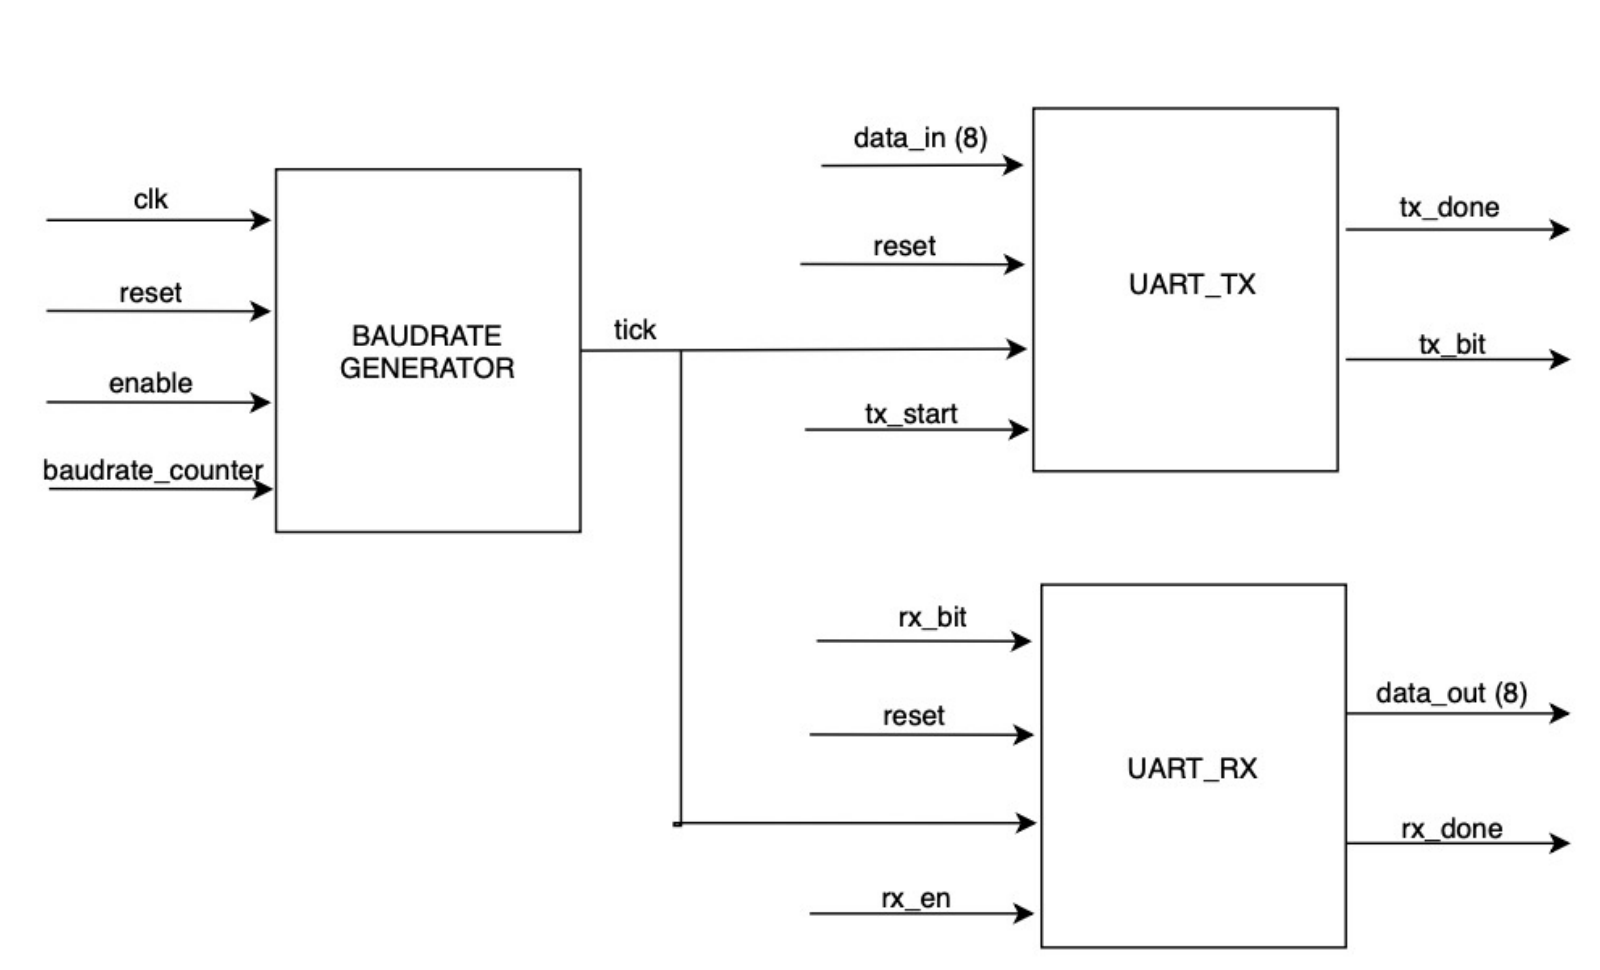 clk
reset
enable
baudrate_counter
BAUDRATE
GENERATOR
tick
data_in (8)
reset
tx_start
UART_TX
tx_done
tx_bit
rx_bit
reset
rx_en
UART_RX
data_out (8)
rx_done